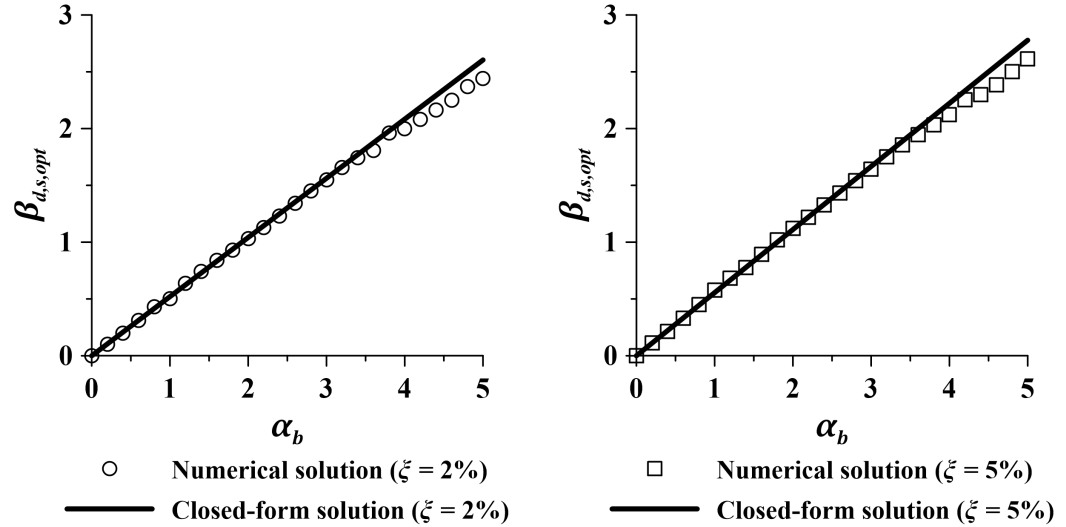 3
2
1
0
β_{d,s,opt}
0 1 2 3 4 5
α_b
Numerical solution (ξ = 2%)
Closed-form solution (ξ = 2%)
3
2
1
0
β_{d,s,opt}
0 1 2 3 4 5
α_b
Numerical solution (ξ = 5%)
Closed-form solution (ξ = 5%)